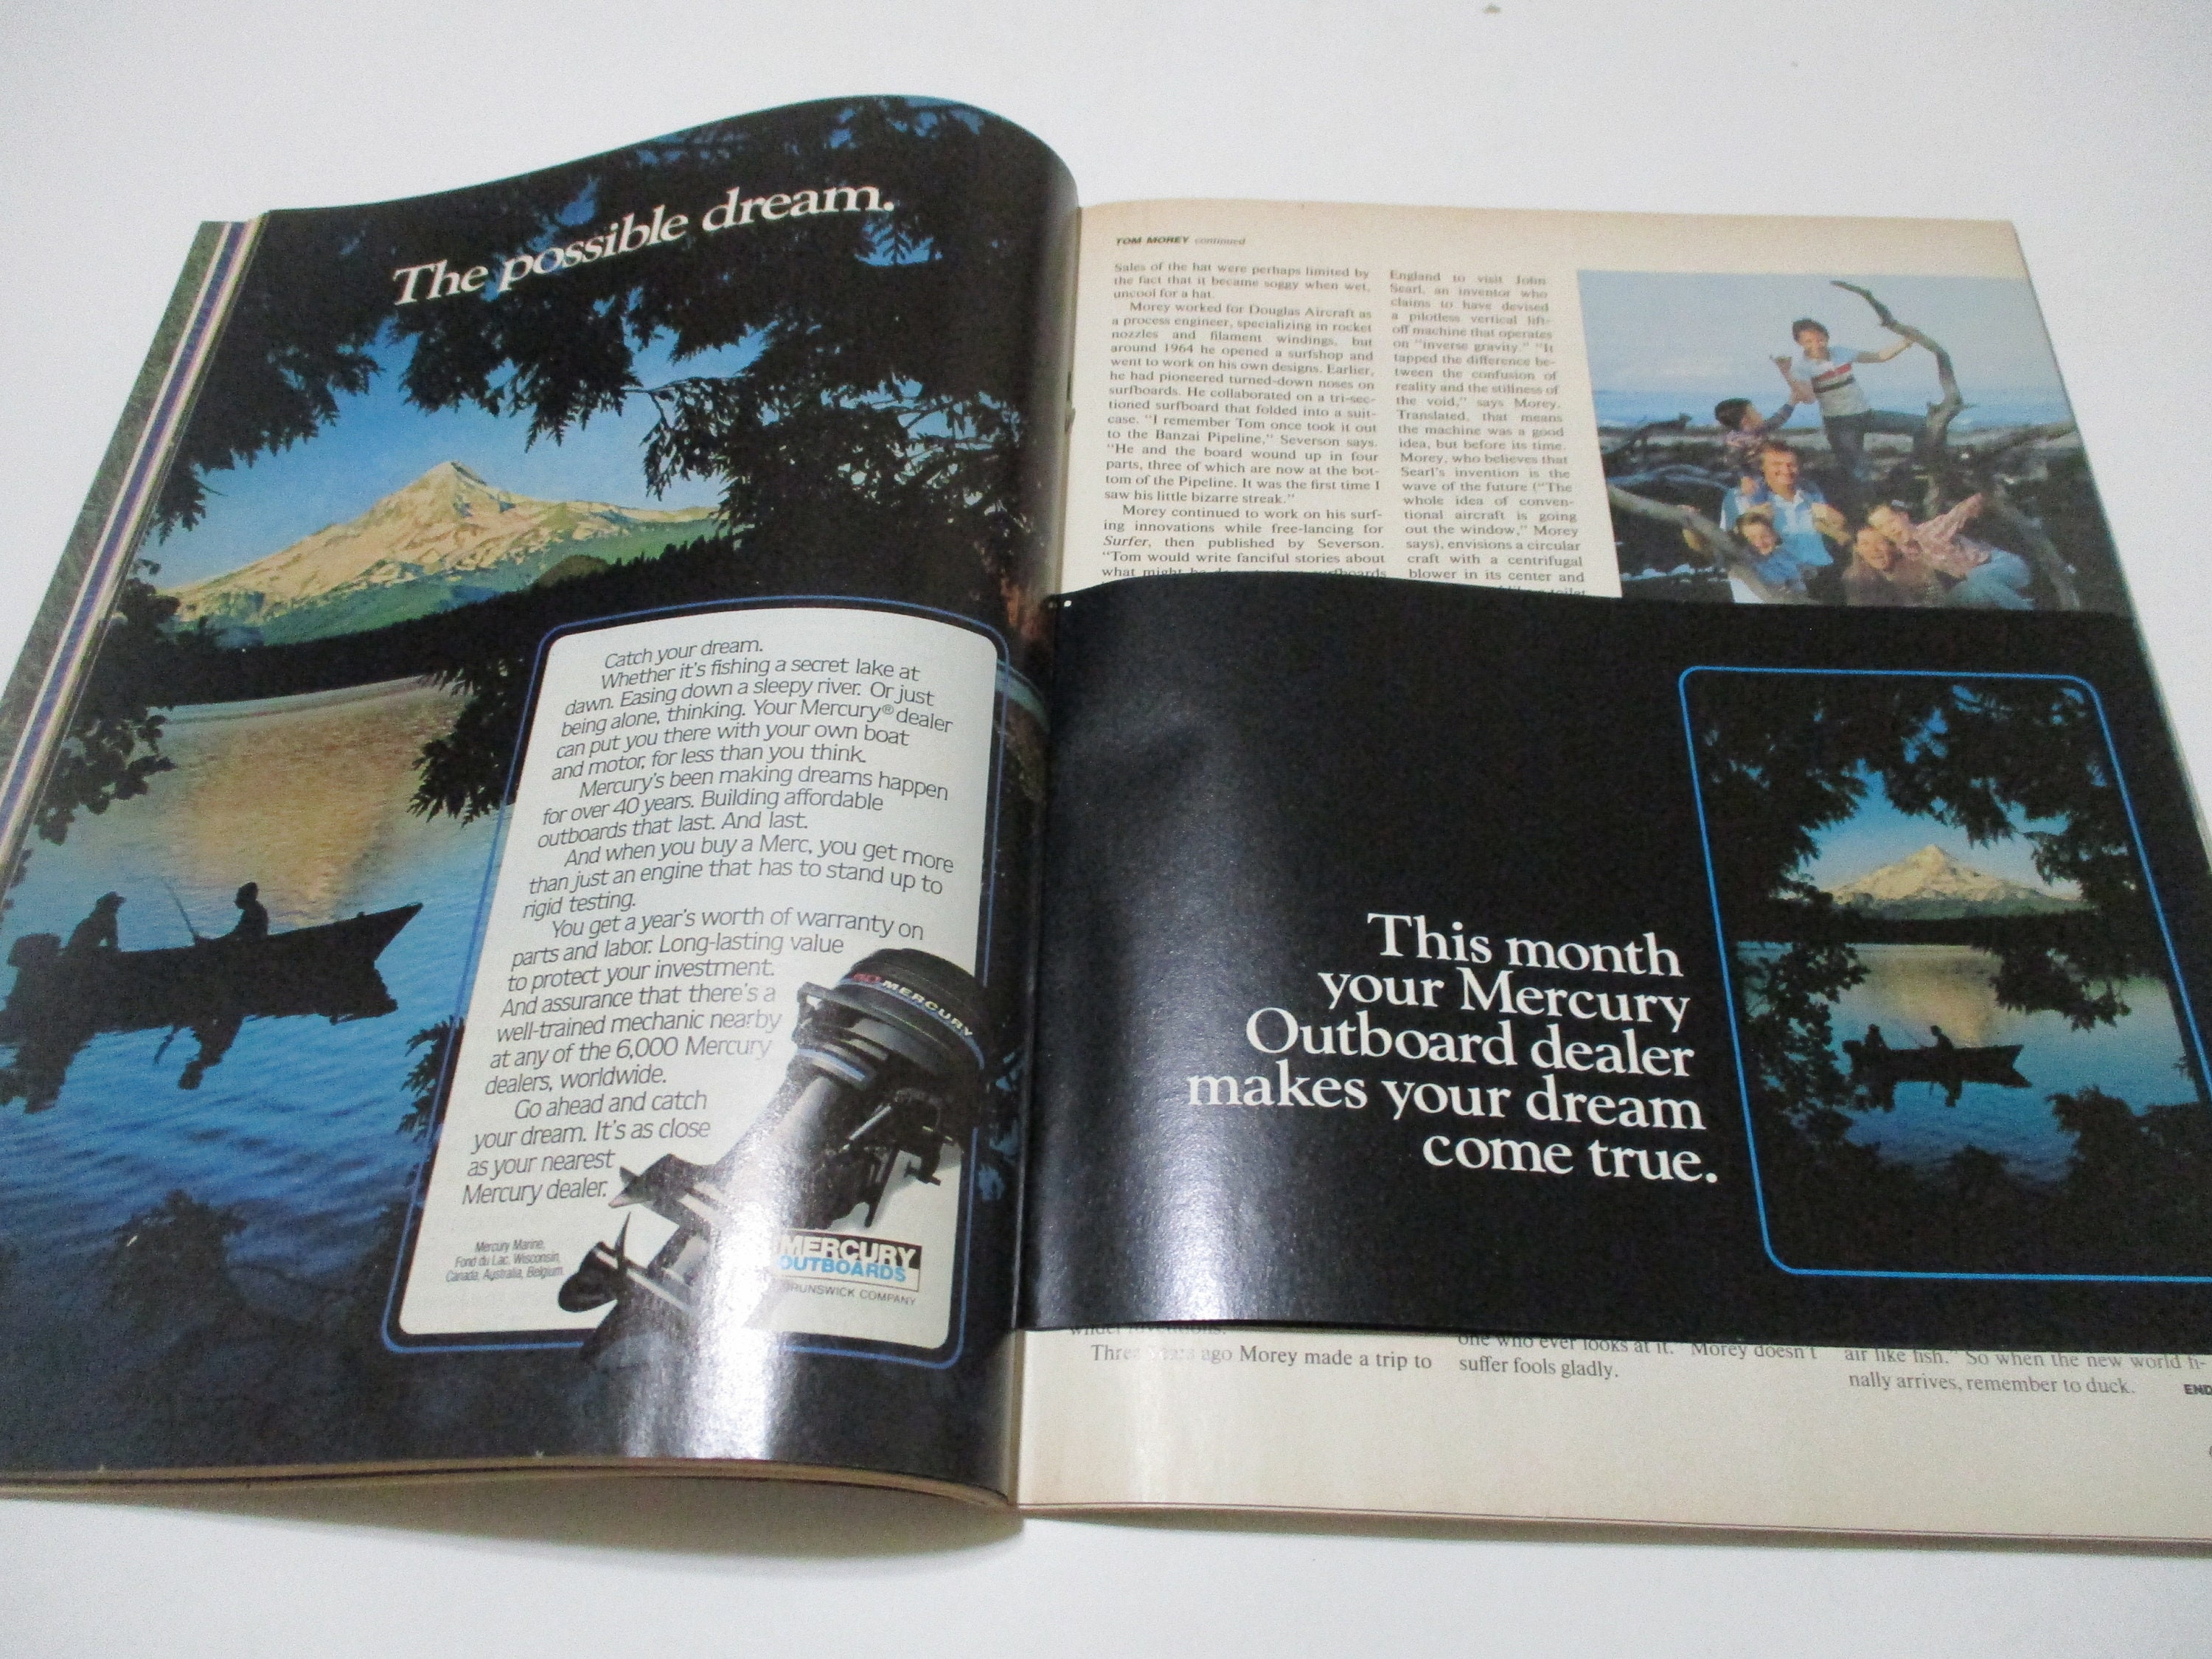 The possible dream.
Catch your dream.
Whether it's fishing a secret lake at
dawn. Easing down a sleepy river. Or just
being alone, thinking. Your Mercury® dealer
can put you there with your own boat
and motor, for less than you think.
Mercury's been making dreams happen
for over 40 years. Building affordable
outboards that last. And last.
And when you buy a Merc, you get more
than just an engine that has to stand up to
rigid testing.
You get a year's worth of warranty on
parts and labor. Long-lasting value
to protect your investment.
And assurance that there's a
well-trained mechanic nearby
at any of the 6,000 Mercury
dealers, worldwide.
Go ahead and catch
your dream. It's as close
as your nearest
Mercury dealer.
Mercury Marine,
Fond du Lac, Wisconsin,
Canada, Australia, Belgium.
MERCURY
MERCURY
OUTBOARDS
BRUNSWICK COMPANY
TOM MOREY continued
Sales of the hat were perhaps limited by
the fact that it became soggy when wet,
uncool for a hat.
Morey worked for Douglas Aircraft as
a process engineer, specializing in rocket
nozzles and filament windings, but
around 1964 he opened a surfshop and
went to work on his own designs. Earlier,
he had pioneered turned-down noses on
surfboards. He collaborated on a tri-sec-
tioned surfboard that folded into a suit-
case. "I remember Tom once took it out
to the Banzai Pipeline," Severson says.
"He and the board wound up in four
parts, three of which are now at the bot-
tom of the Pipeline. It was the first time I
saw his little bizarre streak."
Morey continued to work on his surf-
ing innovations while free-lancing for
Surfer, then published by Severson.
"Tom would write fanciful stories about
what might
Three years ago Morey made a trip to
England to visit John
Searl, an inventor who
claims to have devised
a pilotless vertical lift-
off machine that operates
on "inverse gravity." "It
tapped the difference be-
tween the confusion of
reality and the stillness of
the void," says Morey.
Translated, that means
the machine was a good
idea, but before its time.
Morey, who believes that
Searl's invention is the
wave of the future ("The
whole idea of conven-
tional aircraft is going
out the window," Morey
says), envisions a circular
craft with a centrifugal
blower in its center and
one who ever looks at it." Morey doesn't
suffer fools gladly.
air like fish." So when the new world fi-
nally arrives, remember to duck. END
This month
your Mercury
Outboard dealer
makes your dream
come true.